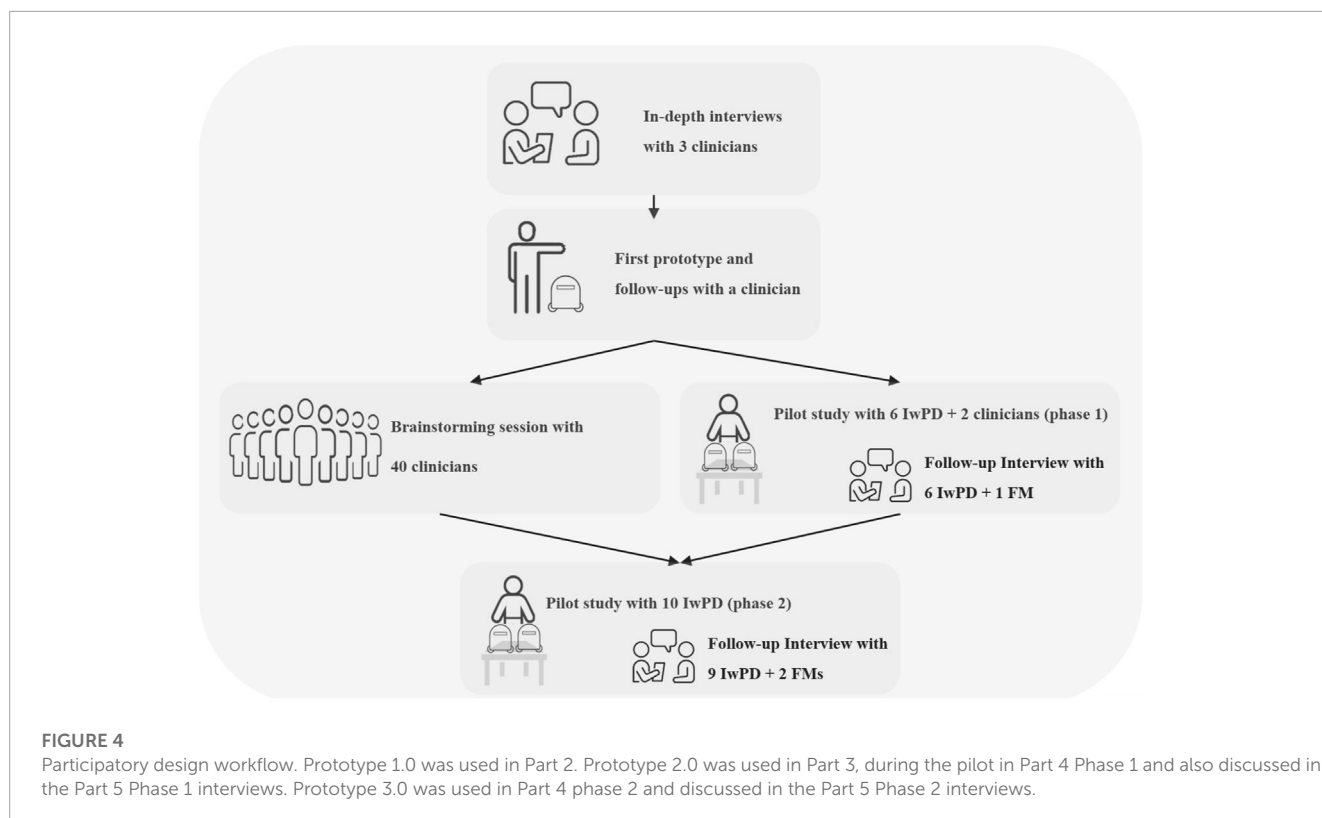 In-depth interviews
with 3 clinicians
First prototype and
follow-ups with a clinician
Brainstorming session with
40 clinicians
Pilot study with 6 IwPD + 2 clinicians (phase 1)
Follow-up Interview with
6 IwPD + 1 FM
Pilot study with 10 IwPD (phase 2)
Follow-up Interview with
9 IwPD + 2 FMs
FIGURE 4
Participatory design workflow. Prototype 1.0 was used in Part 2. Prototype 2.0 was used in Part 3, during the pilot in Part 4 Phase 1 and also discussed in
the Part 5 Phase 1 interviews. Prototype 3.0 was used in Part 4 phase 2 and discussed in the Part 5 Phase 2 interviews.